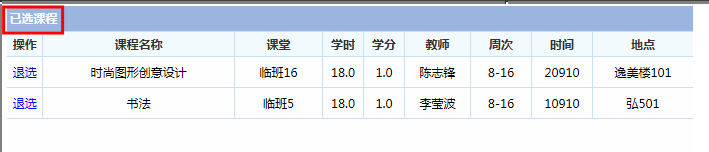 已选课程
操作 课程名称 课堂 学时 学分 教师 周次 时间 地点
退选 时尚图形创意设计 临班16 18.0 1.0 陈志锋 8-16 20910 逸美楼101
退选 书法 临班5 18.0 1.0 李莹波 8-16 10910 弘501